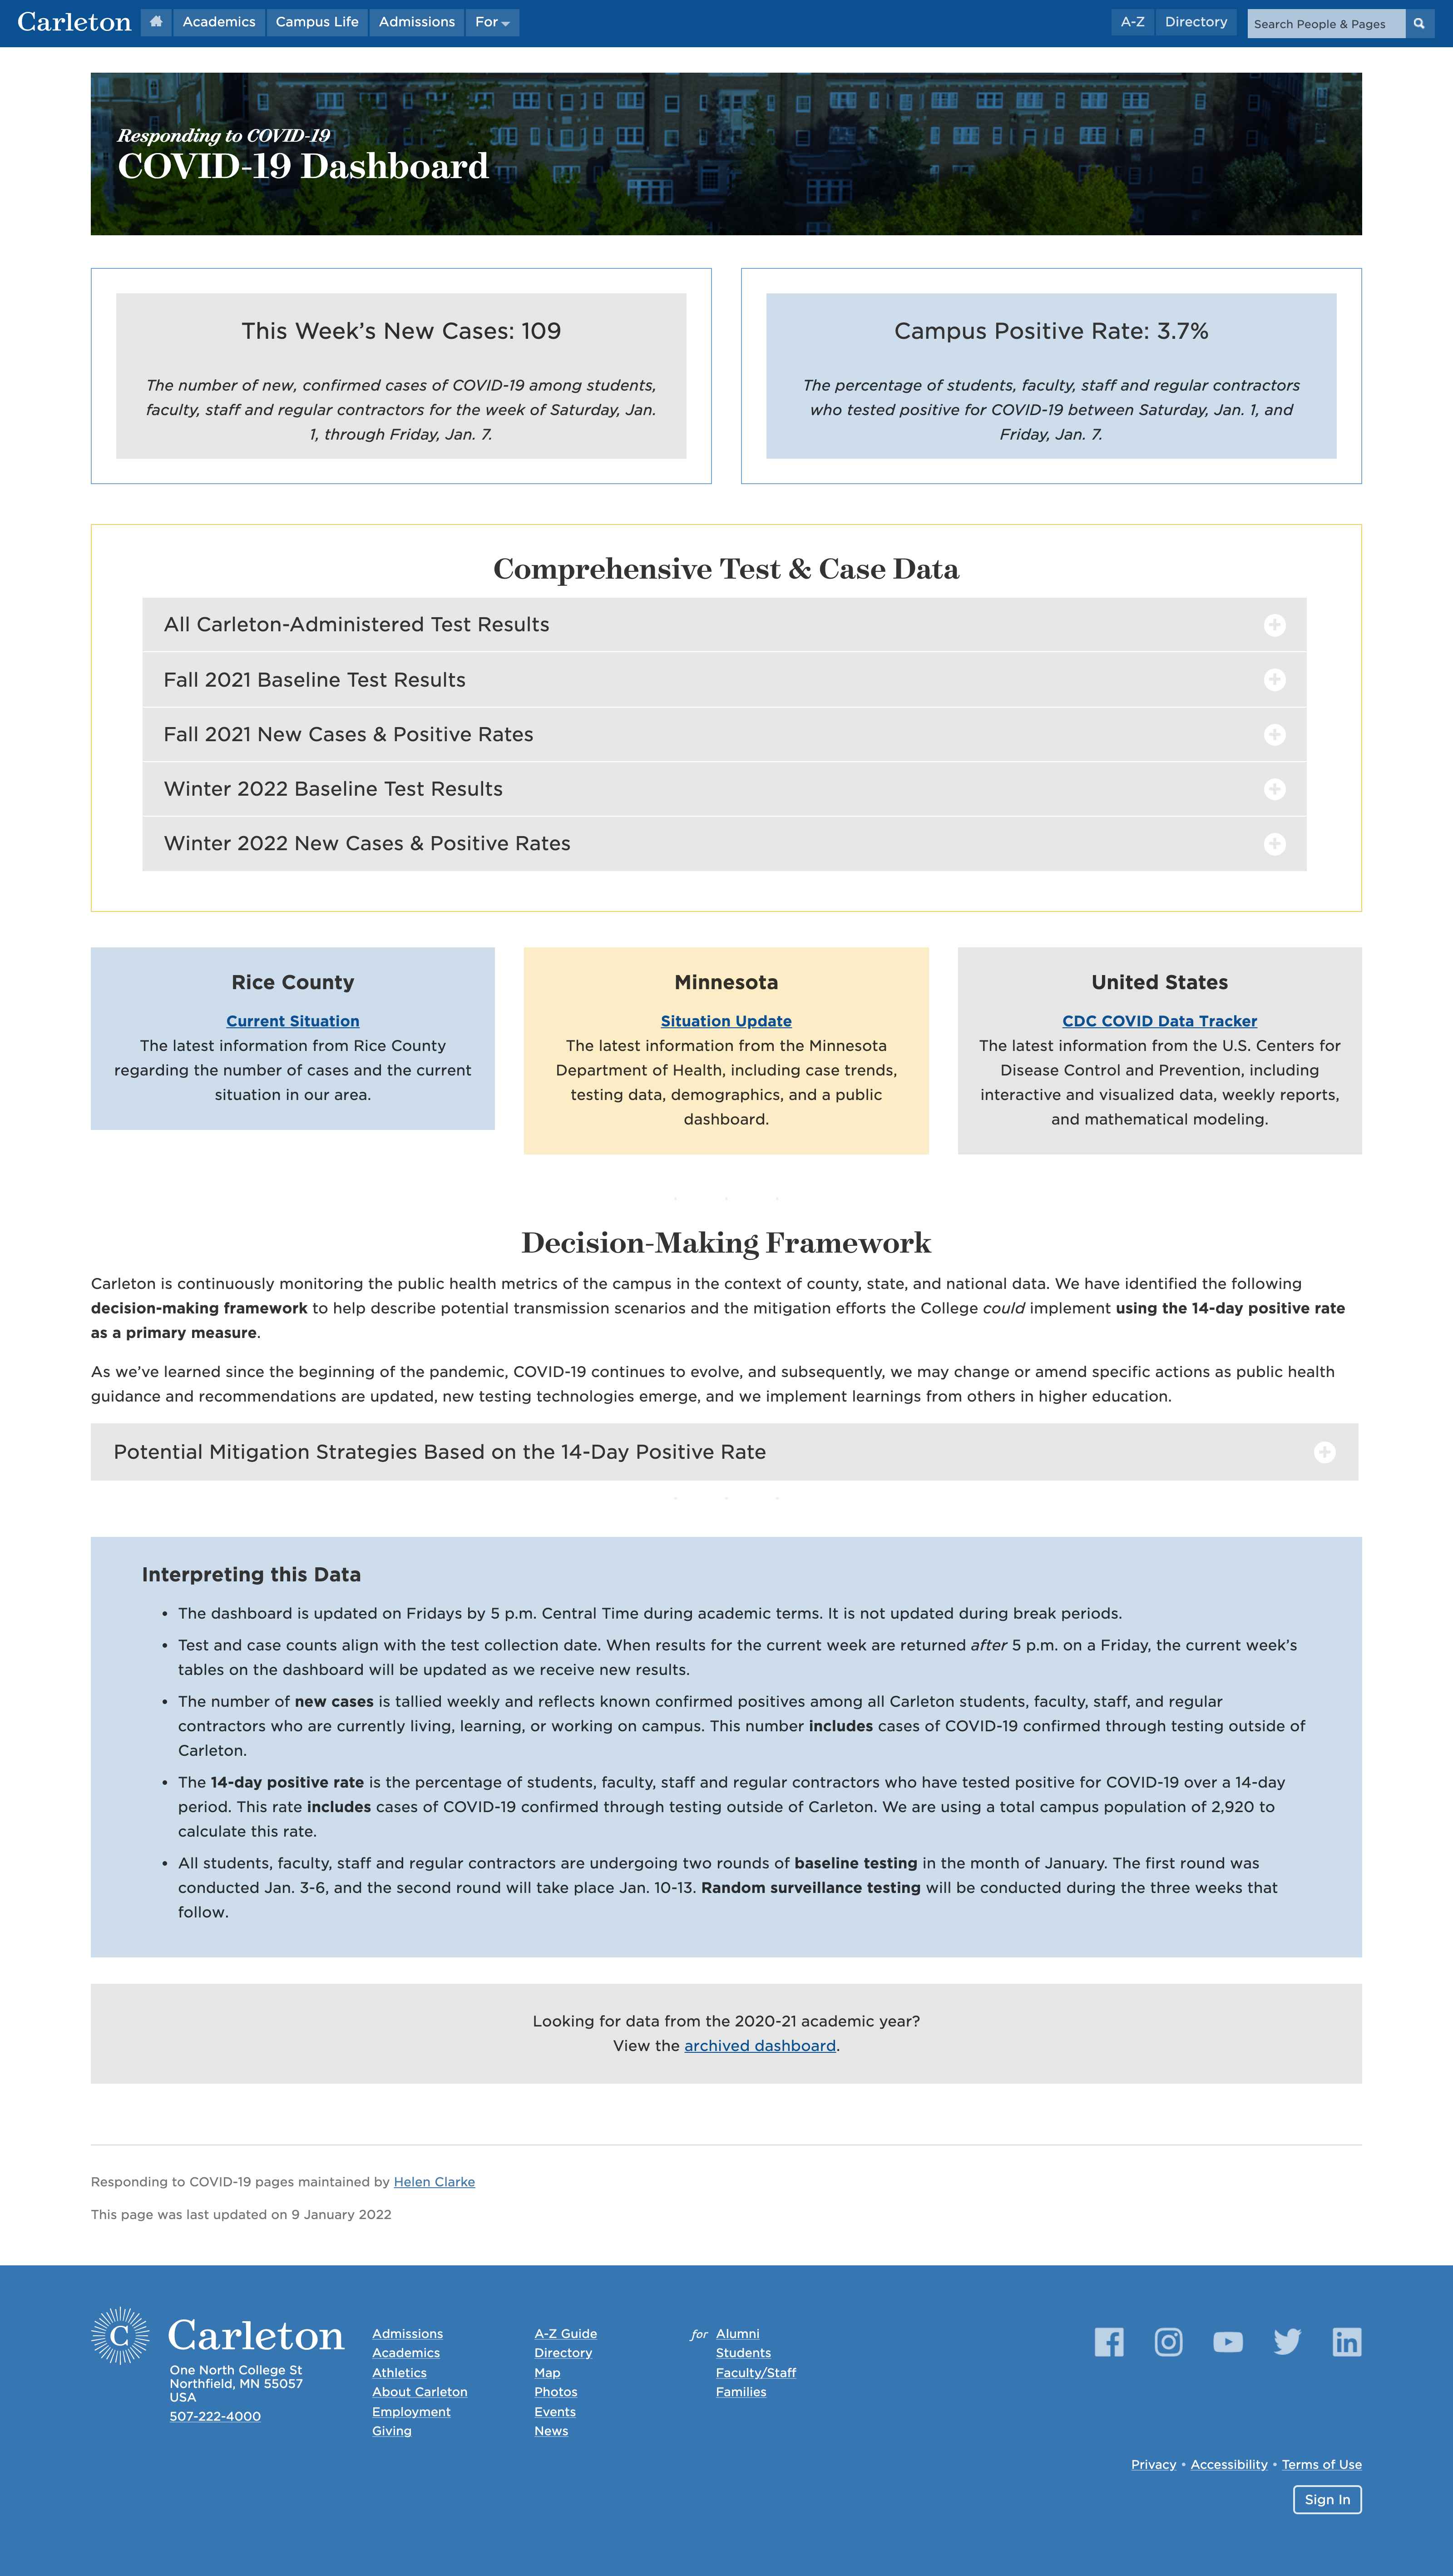 Carleton
Academics
Campus Life
Admissions
For
A-Z
Directory
Search People & Pages
Responding to COVID-19
COVID-19 Dashboard
This Week's New Cases: 109
The number of new, confirmed cases of COVID-19 among students,
faculty, staff and regular contractors for the week of Saturday, Jan.
1, through Friday, Jan. 7.
Campus Positive Rate: 3.7%
The percentage of students, faculty, staff and regular contractors
who tested positive for COVID-19 between Saturday, Jan. 1, and
Friday, Jan. 7.
Comprehensive Test & Case Data
All Carleton-Administered Test Results
Fall 2021 Baseline Test Results
Fall 2021 New Cases & Positive Rates
Winter 2022 Baseline Test Results
Winter 2022 New Cases & Positive Rates
Rice County
Current Situation
The latest information from Rice County
regarding the number of cases and the current
situation in our area.
Minnesota
Situation Update
The latest information from the Minnesota
Department of Health, including case trends,
testing data, demographics, and a public
dashboard.
United States
CDC COVID Data Tracker
The latest information from the U.S. Centers for
Disease Control and Prevention, including
interactive and visualized data, weekly reports,
and mathematical modeling.
Decision-Making Framework
Carleton is continuously monitoring the public health metrics of the campus in the context of county, state, and national data. We have identified the following
decision-making framework to help describe potential transmission scenarios and the mitigation efforts the College could implement using the 14-day positive rate
as a primary measure.
As we've learned since the beginning of the pandemic, COVID-19 continues to evolve, and subsequently, we may change or amend specific actions as public health
guidance and recommendations are updated, new testing technologies emerge, and we implement learnings from others in higher education.
Potential Mitigation Strategies Based on the 14-Day Positive Rate
Interpreting this Data
• The dashboard is updated on Fridays by 5 p.m. Central Time during academic terms. It is not updated during break periods.
• Test and case counts align with the test collection date. When results for the current week are returned after 5 p.m. on a Friday, the current week's
tables on the dashboard will be updated as we receive new results.
• The number of new cases is tallied weekly and reflects known confirmed positives among all Carleton students, faculty, staff, and regular
contractors who are currently living, learning, or working on campus. This number includes cases of COVID-19 confirmed through testing outside of
Carleton.
• The 14-day positive rate is the percentage of students, faculty, staff and regular contractors who have tested positive for COVID-19 over a 14-day
period. This rate includes cases of COVID-19 confirmed through testing outside of Carleton. We are using a total campus population of 2,920 to
calculate this rate.
• All students, faculty, staff and regular contractors are undergoing two rounds of baseline testing in the month of January. The first round was
conducted Jan. 3-6, and the second round will take place Jan. 10-13. Random surveillance testing will be conducted during the three weeks that
follow.
Looking for data from the 2020-21 academic year?
View the archived dashboard.
Responding to COVID-19 pages maintained by Helen Clarke
This page was last updated on 9 January 2022
C
Carleton
One North College St
Northfield, MN 55057
USA
507-222-4000
Admissions
Academics
Athletics
About Carleton
Employment
Giving
A-Z Guide
Directory
Map
Photos
Events
News
for
Alumni
Students
Faculty/Staff
Families
Privacy • Accessibility • Terms of Use
Sign In